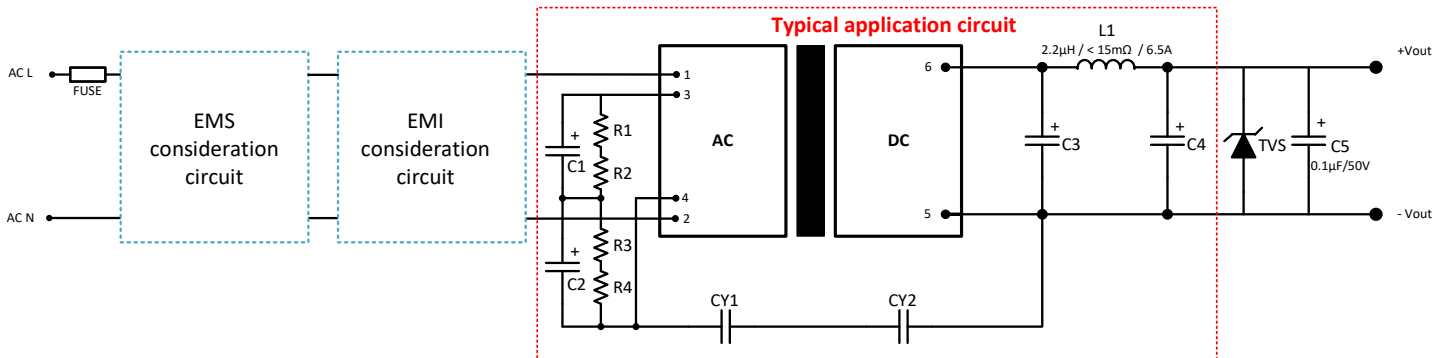 Typical application circuit
L1
2.2µH / < 15mΩ / 6.5A
+Vout
AC L
FUSE
EMS
consideration
circuit
EMI
consideration
circuit
1
3
4
2
AC
DC
6
5
+
C1
R1
R2
+
C2
R3
R4
CY1
CY2
+
C3
+
C4
TVS
+
C5
0.1µF/50V
AC N
- Vout